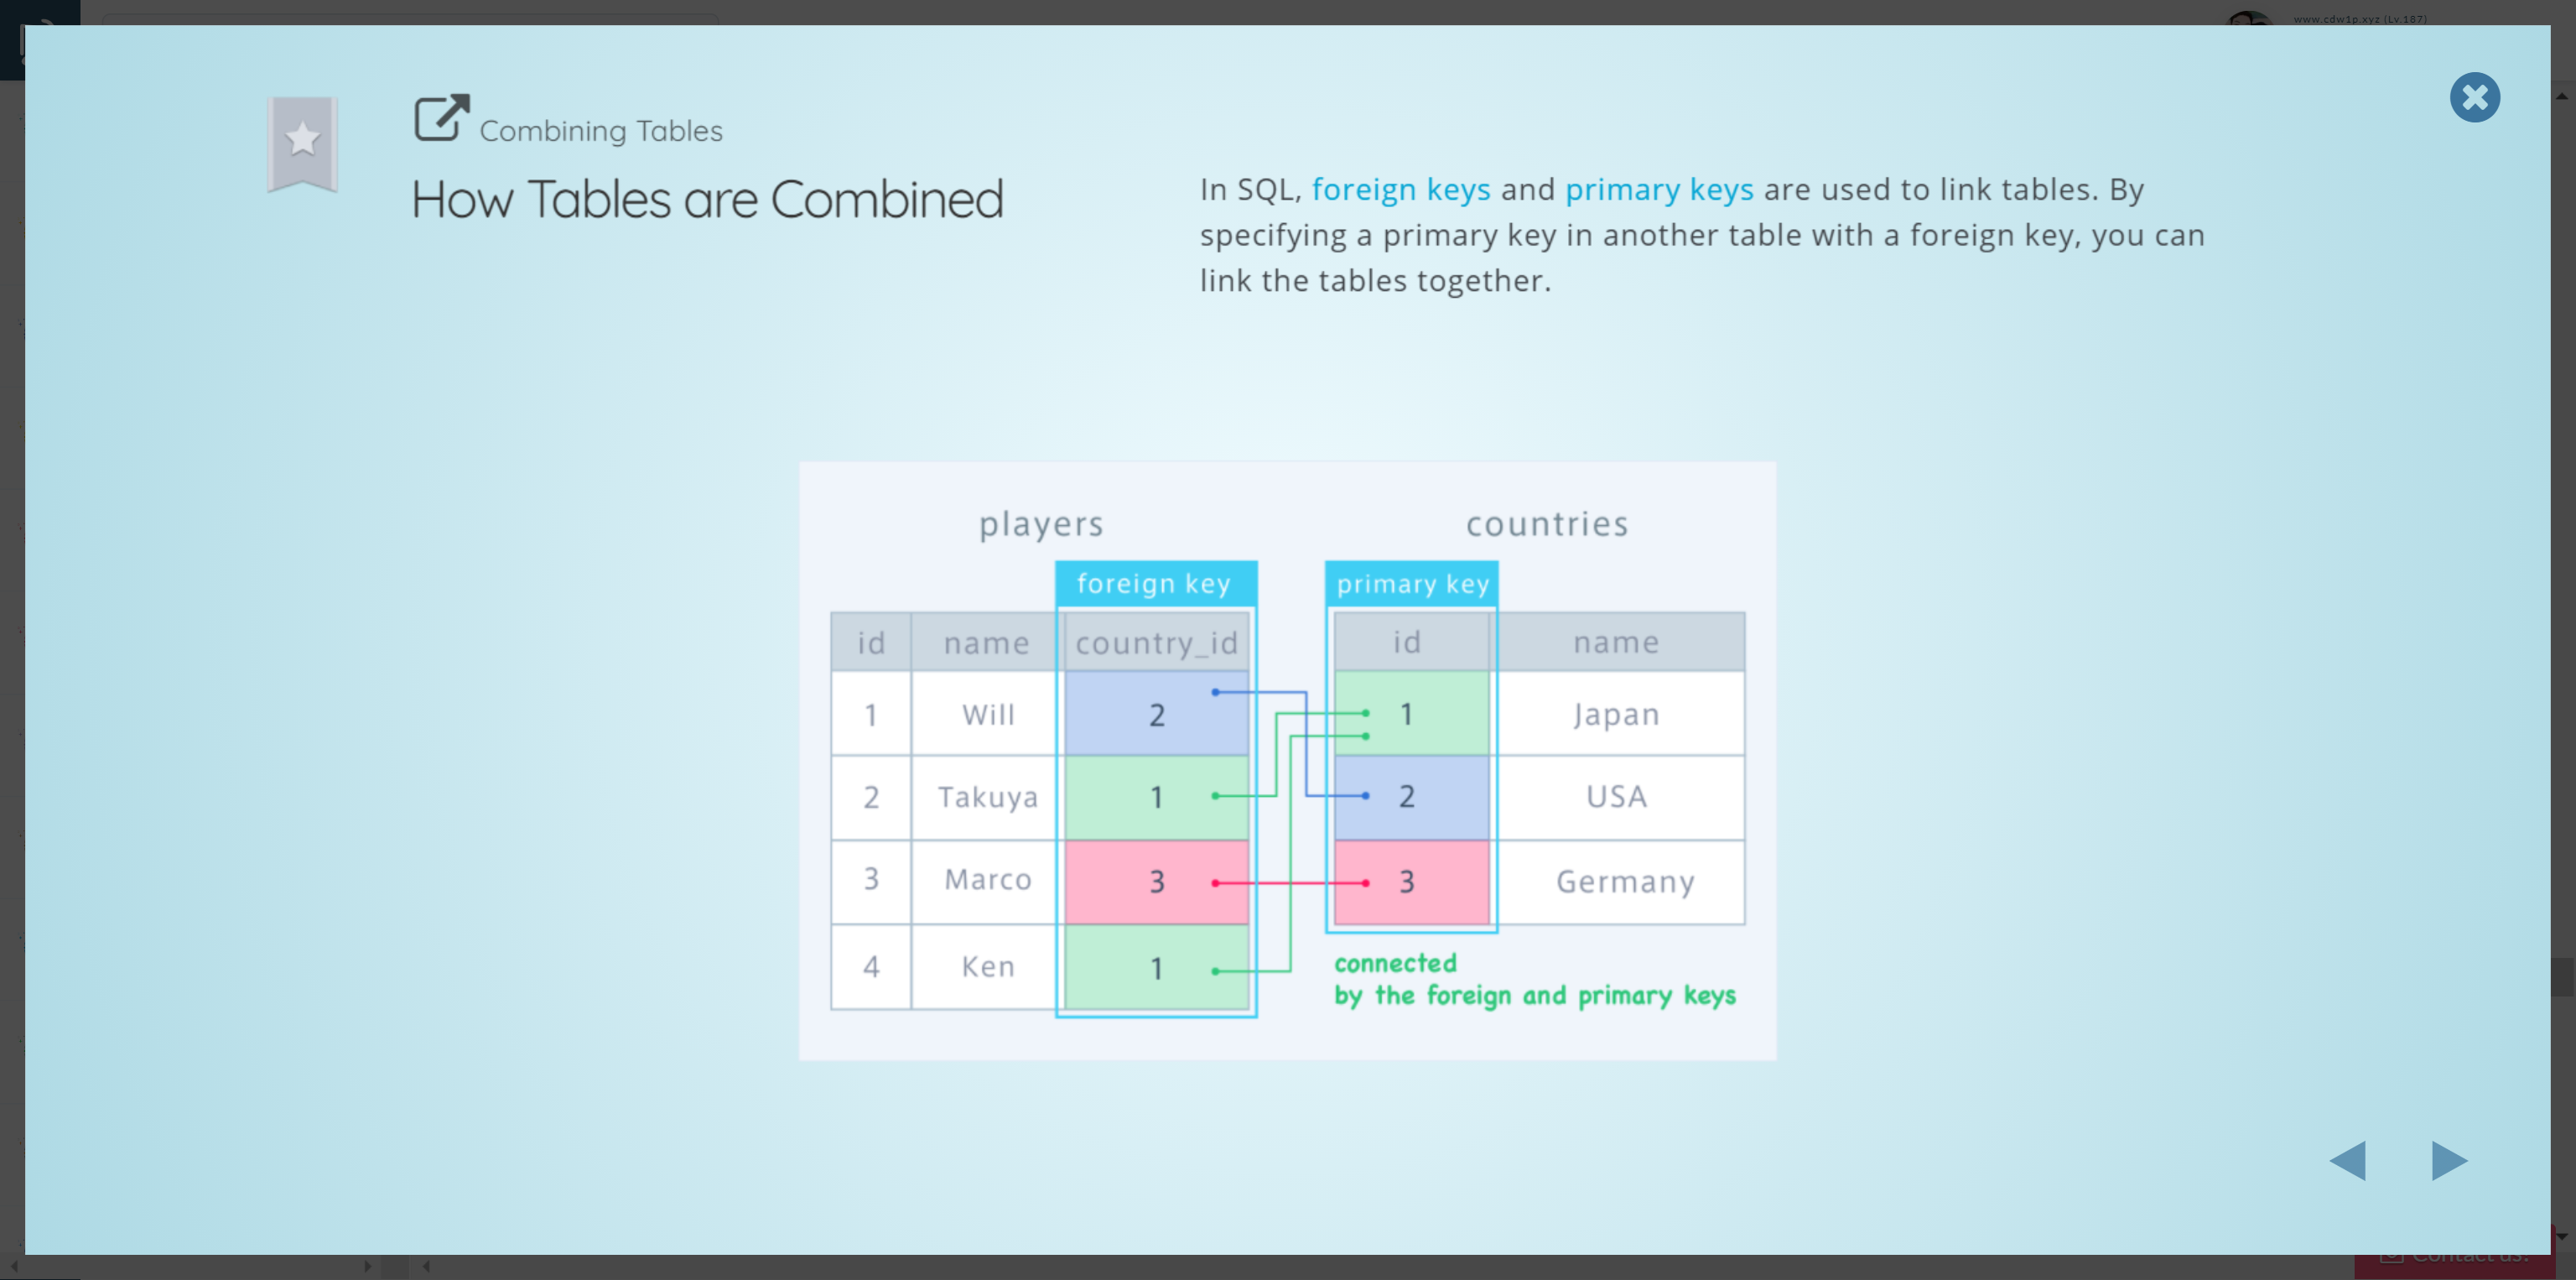 www.cdw1p.xyz (Lv.187)
Combining Tables
How Tables are Combined
In SQL, foreign keys and primary keys are used to link tables. By
specifying a primary key in another table with a foreign key, you can
link the tables together.
players
foreign key
id name country_id
1 Will 2
2 Takuya 1
3 Marco 3
4 Ken 1
countries
primary key
id name
1 Japan
2 USA
3 Germany
connected
by the foreign and primary keys
Contact us!